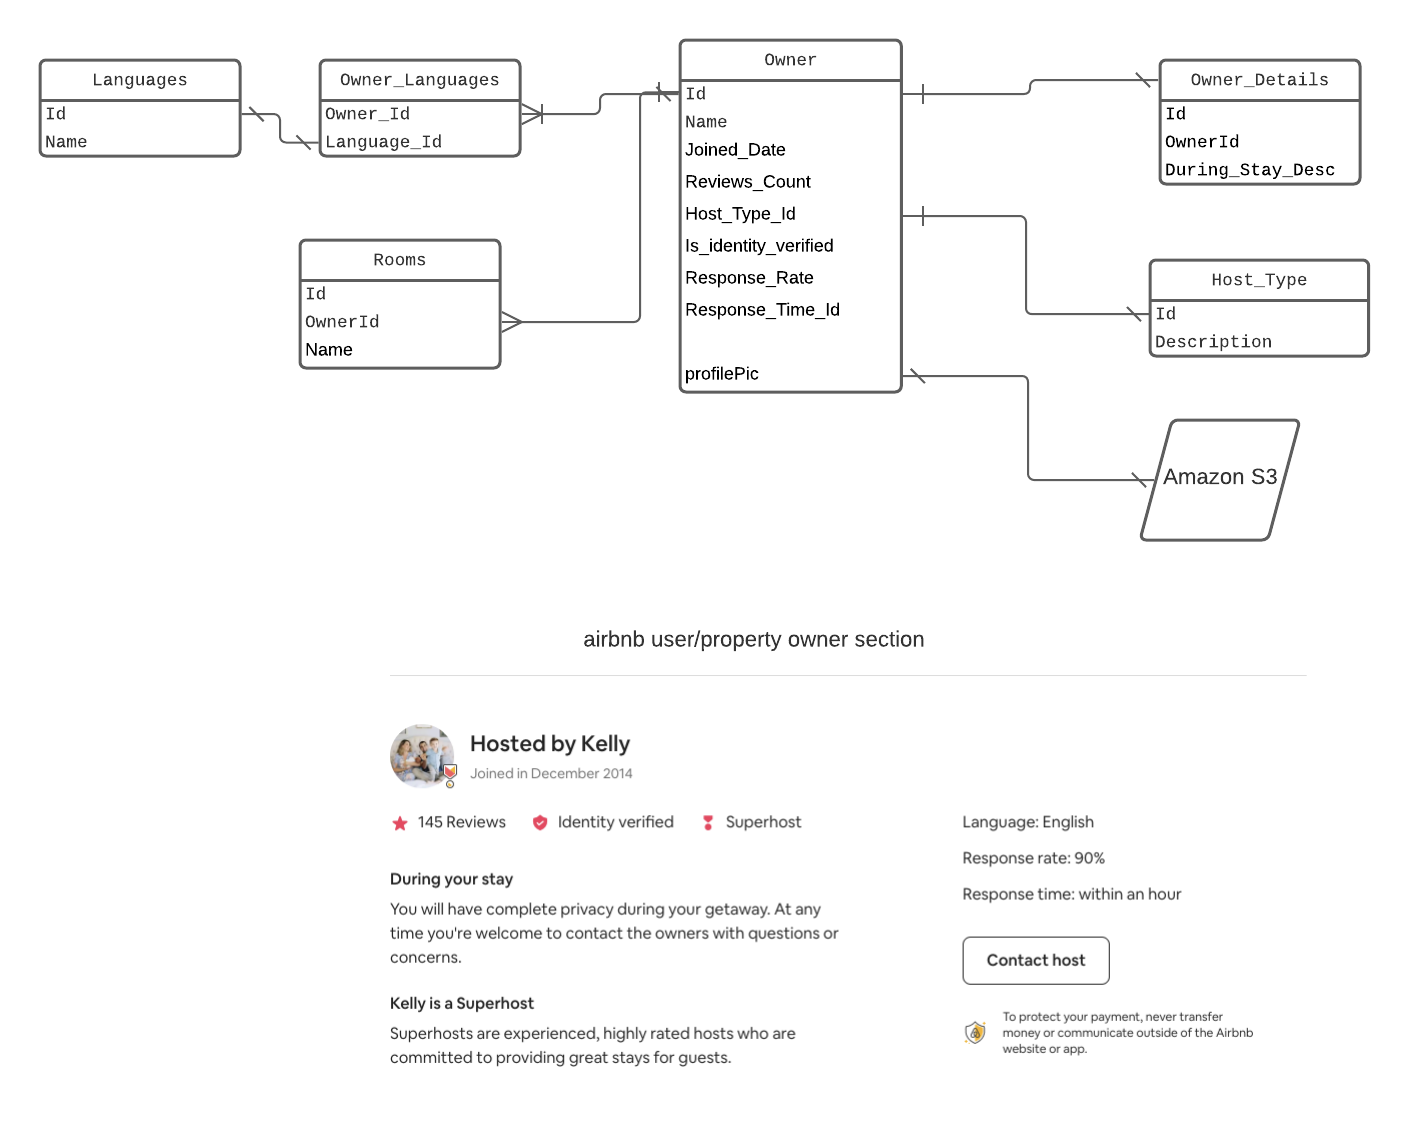 Languages
Id
Name
Owner_Languages
Owner_Id
Language_Id
Rooms
Id
OwnerId
Name
Owner
Id
Name
Joined_Date
Reviews_Count
Host_Type_Id
Is_identity_verified
Response_Rate
Response_Time_Id
profilePic
Owner_Details
Id
OwnerId
During_Stay_Desc
Host_Type
Id
Description
Amazon S3
airbnb user/property owner section
Hosted by Kelly
Joined in December 2014
145 Reviews
Identity verified
Superhost
During your stay
You will have complete privacy during your getaway. At any
time you're welcome to contact the owners with questions or
concerns.
Kelly is a Superhost
Superhosts are experienced, highly rated hosts who are
committed to providing great stays for guests.
Language: English
Response rate: 90%
Response time: within an hour
Contact host
To protect your payment, never transfer
money or communicate outside of the Airbnb
website or app.